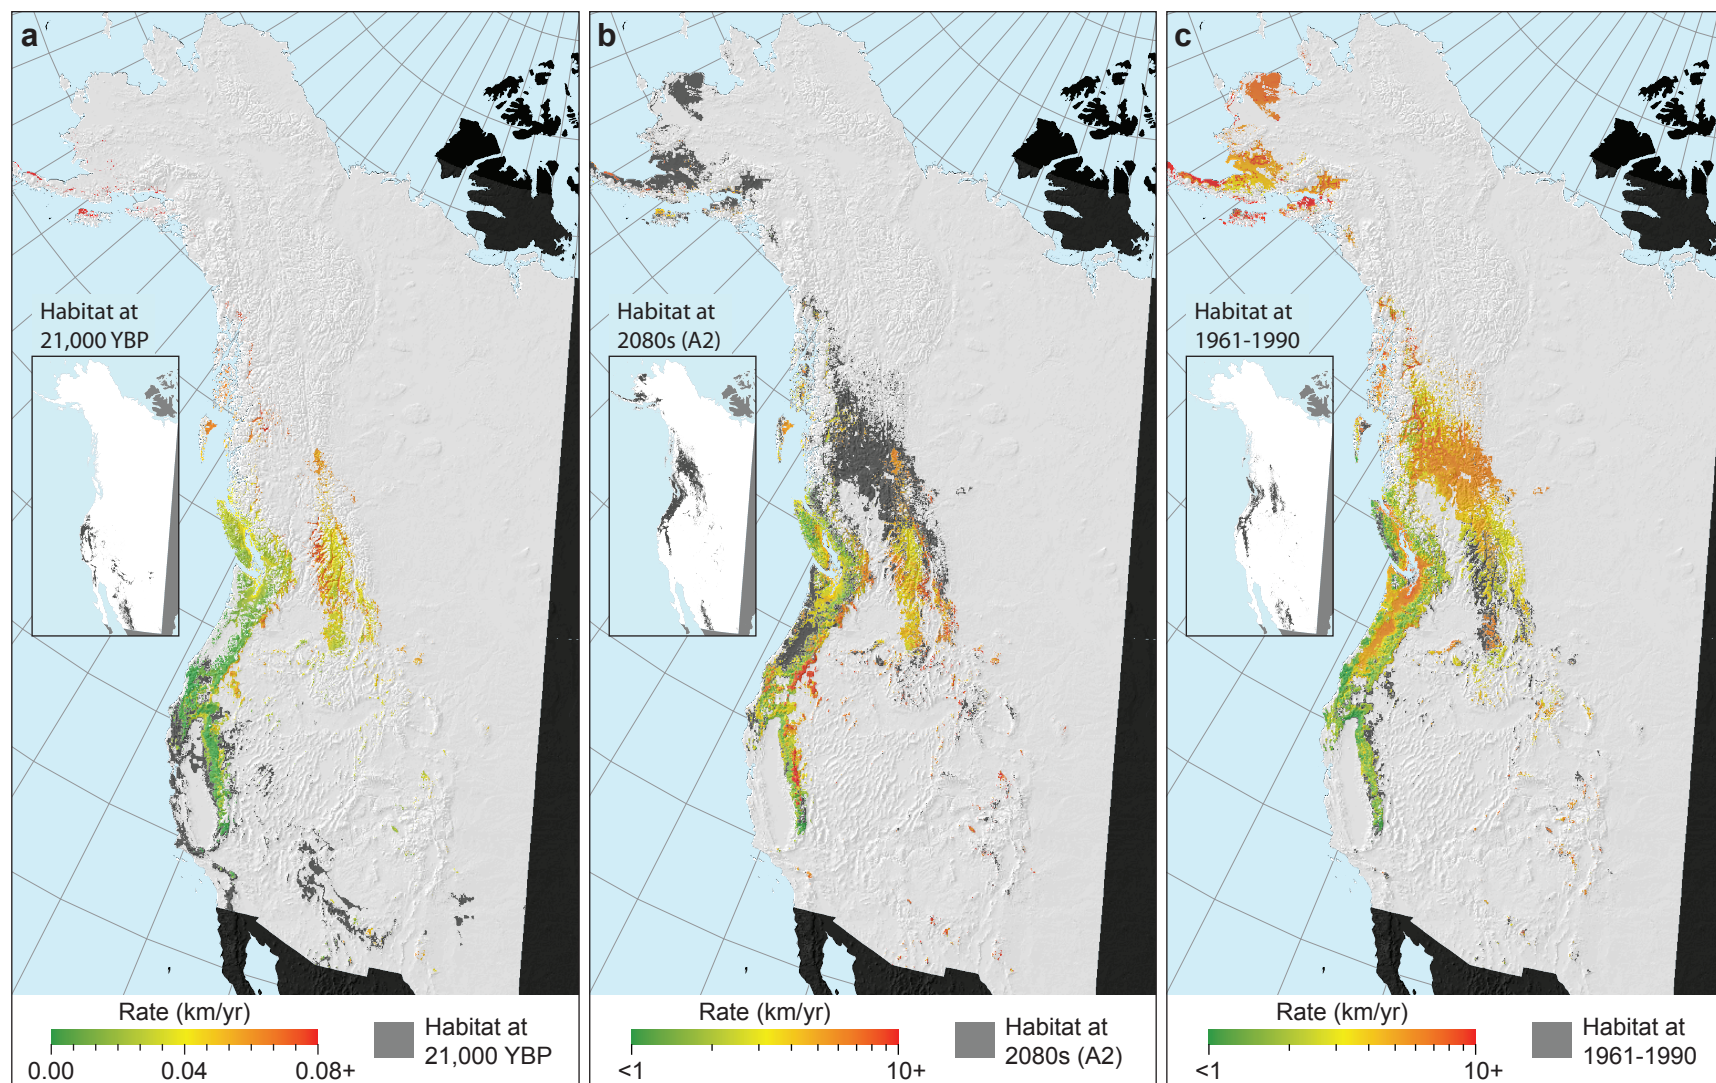 a
Habitat at
21,000 YBP
Rate (km/yr)
0.00
0.04
0.08+
Habitat at
21,000 YBP
b
Habitat at
2080s (A2)
Rate (km/yr)
<1
10+
Habitat at
2080s (A2)
c
Habitat at
1961-1990
Rate (km/yr)
<1
10+
Habitat at
1961-1990